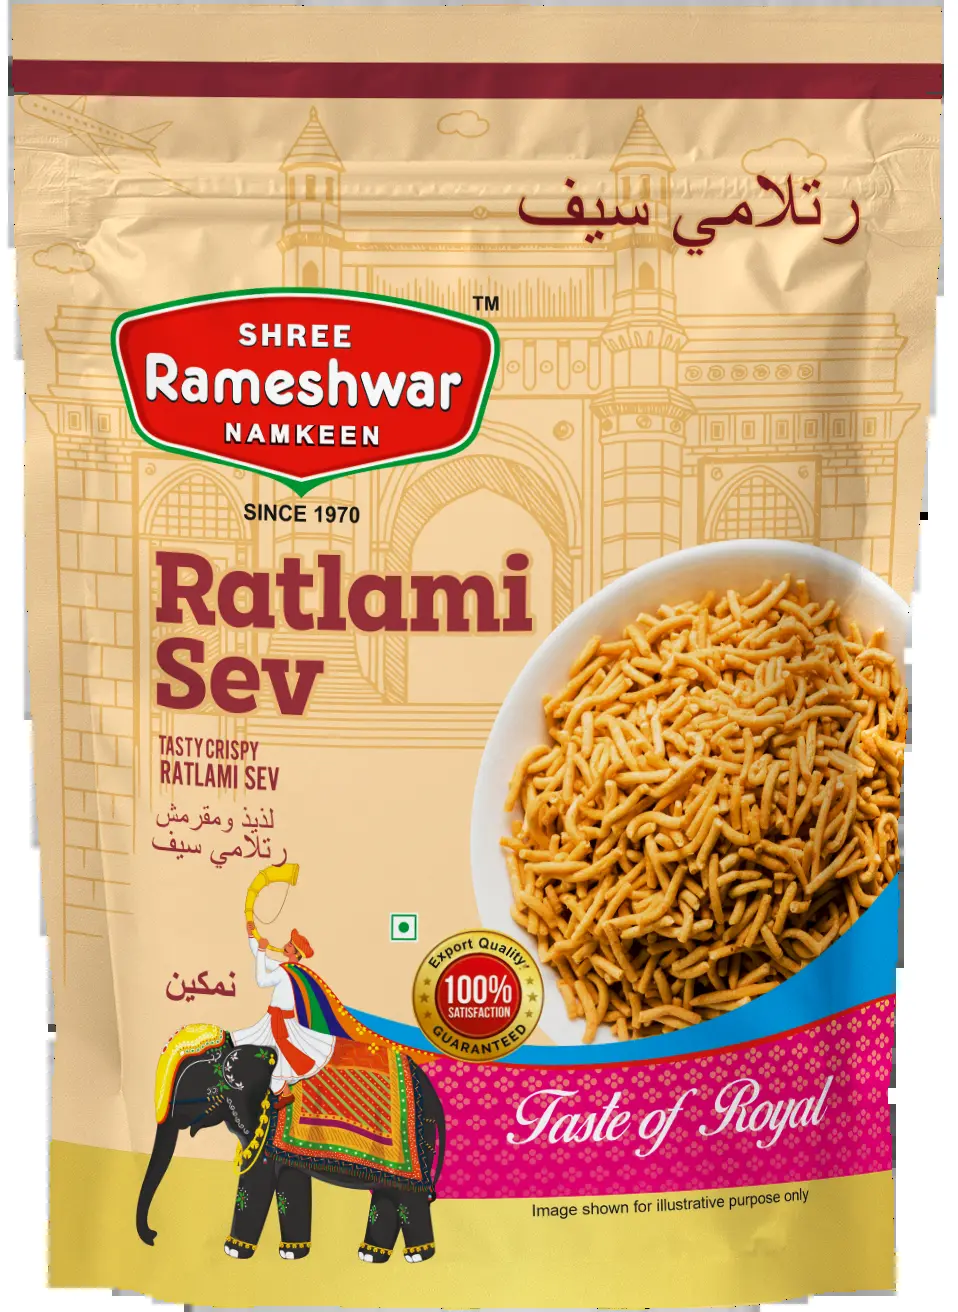 رتلامي سيف
TM
SHREE
Rameshwar
NAMKEEN
SINCE 1970
Ratlami
Sev
TASTY CRISPY
RATLAMI SEV
لذيذ ومقرمش
رتلامي سيف
نمكين
Export Quality
100%
SATISFACTION
GUARANTEED
Taste of Royal
Image shown for illustrative purpose only